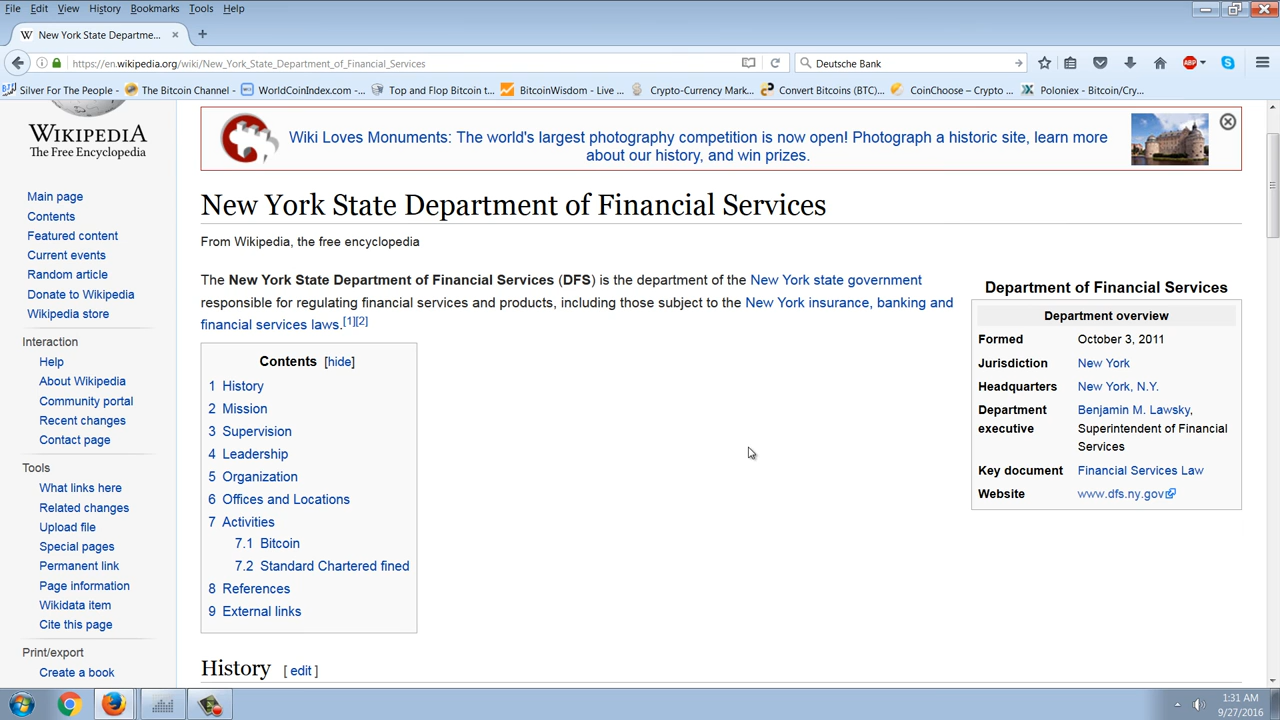 File Edit View History Bookmarks Tools Help
W New York State Departme... × +
https://en.wikipedia.org/wiki/New_York_State_Department_of_Financial_Services Deutsche Bank ABP
Silver For The People - ... The Bitcoin Channel - ... WorldCoinIndex.com -... Top and Flop Bitcoin t... BitcoinWisdom - Live ... Crypto-Currency Mark... Convert Bitcoins (BTC)... CoinChoose – Crypto ... Poloniex - Bitcoin/Cry...
WIKIPEDIA
The Free Encyclopedia
Main page
Contents
Featured content
Current events
Random article
Donate to Wikipedia
Wikipedia store
Interaction
Help
About Wikipedia
Community portal
Recent changes
Contact page
Tools
What links here
Related changes
Upload file
Special pages
Permanent link
Page information
Wikidata item
Cite this page
Print/export
Create a book
Wiki Loves Monuments: The world's largest photography competition is now open! Photograph a historic site, learn more
about our history, and win prizes.
New York State Department of Financial Services
From Wikipedia, the free encyclopedia
The New York State Department of Financial Services (DFS) is the department of the New York state government
responsible for regulating financial services and products, including those subject to the New York insurance, banking and
financial services laws.[1][2]
Contents [hide]
1 History
2 Mission
3 Supervision
4 Leadership
5 Organization
6 Offices and Locations
7 Activities
7.1 Bitcoin
7.2 Standard Chartered fined
8 References
9 External links
Department of Financial Services
Department overview
Formed October 3, 2011
Jurisdiction New York
Headquarters New York, N.Y.
Department executive Benjamin M. Lawsky,
Superintendent of Financial
Services
Key document Financial Services Law
Website www.dfs.ny.gov
History [ edit ]
1:31 AM
9/27/2016